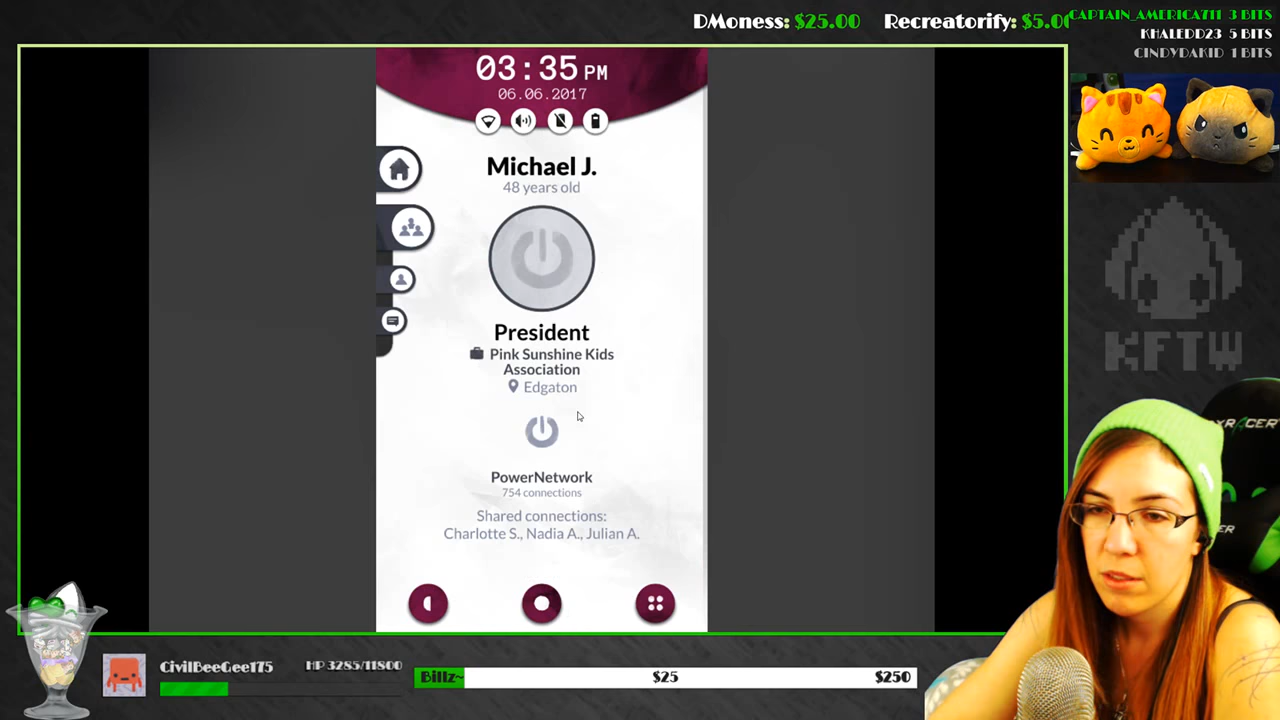 DMoness: $25.00 Recreatorify: $5.00
CAPTAIN_AMERICA711 3 BITS
KHALEDD23 5 BITS
CINDYDAKID 1 BITS
03:35 PM
06.06.2017
Michael J.
48 years old
President
Pink Sunshine Kids
Association
Edgaton
PowerNetwork
754 connections
Shared connections:
Charlotte S., Nadia A., Julian A.
KFTW
CivilBeeGee175 HP 3285/11800
Billz~ $25 $250